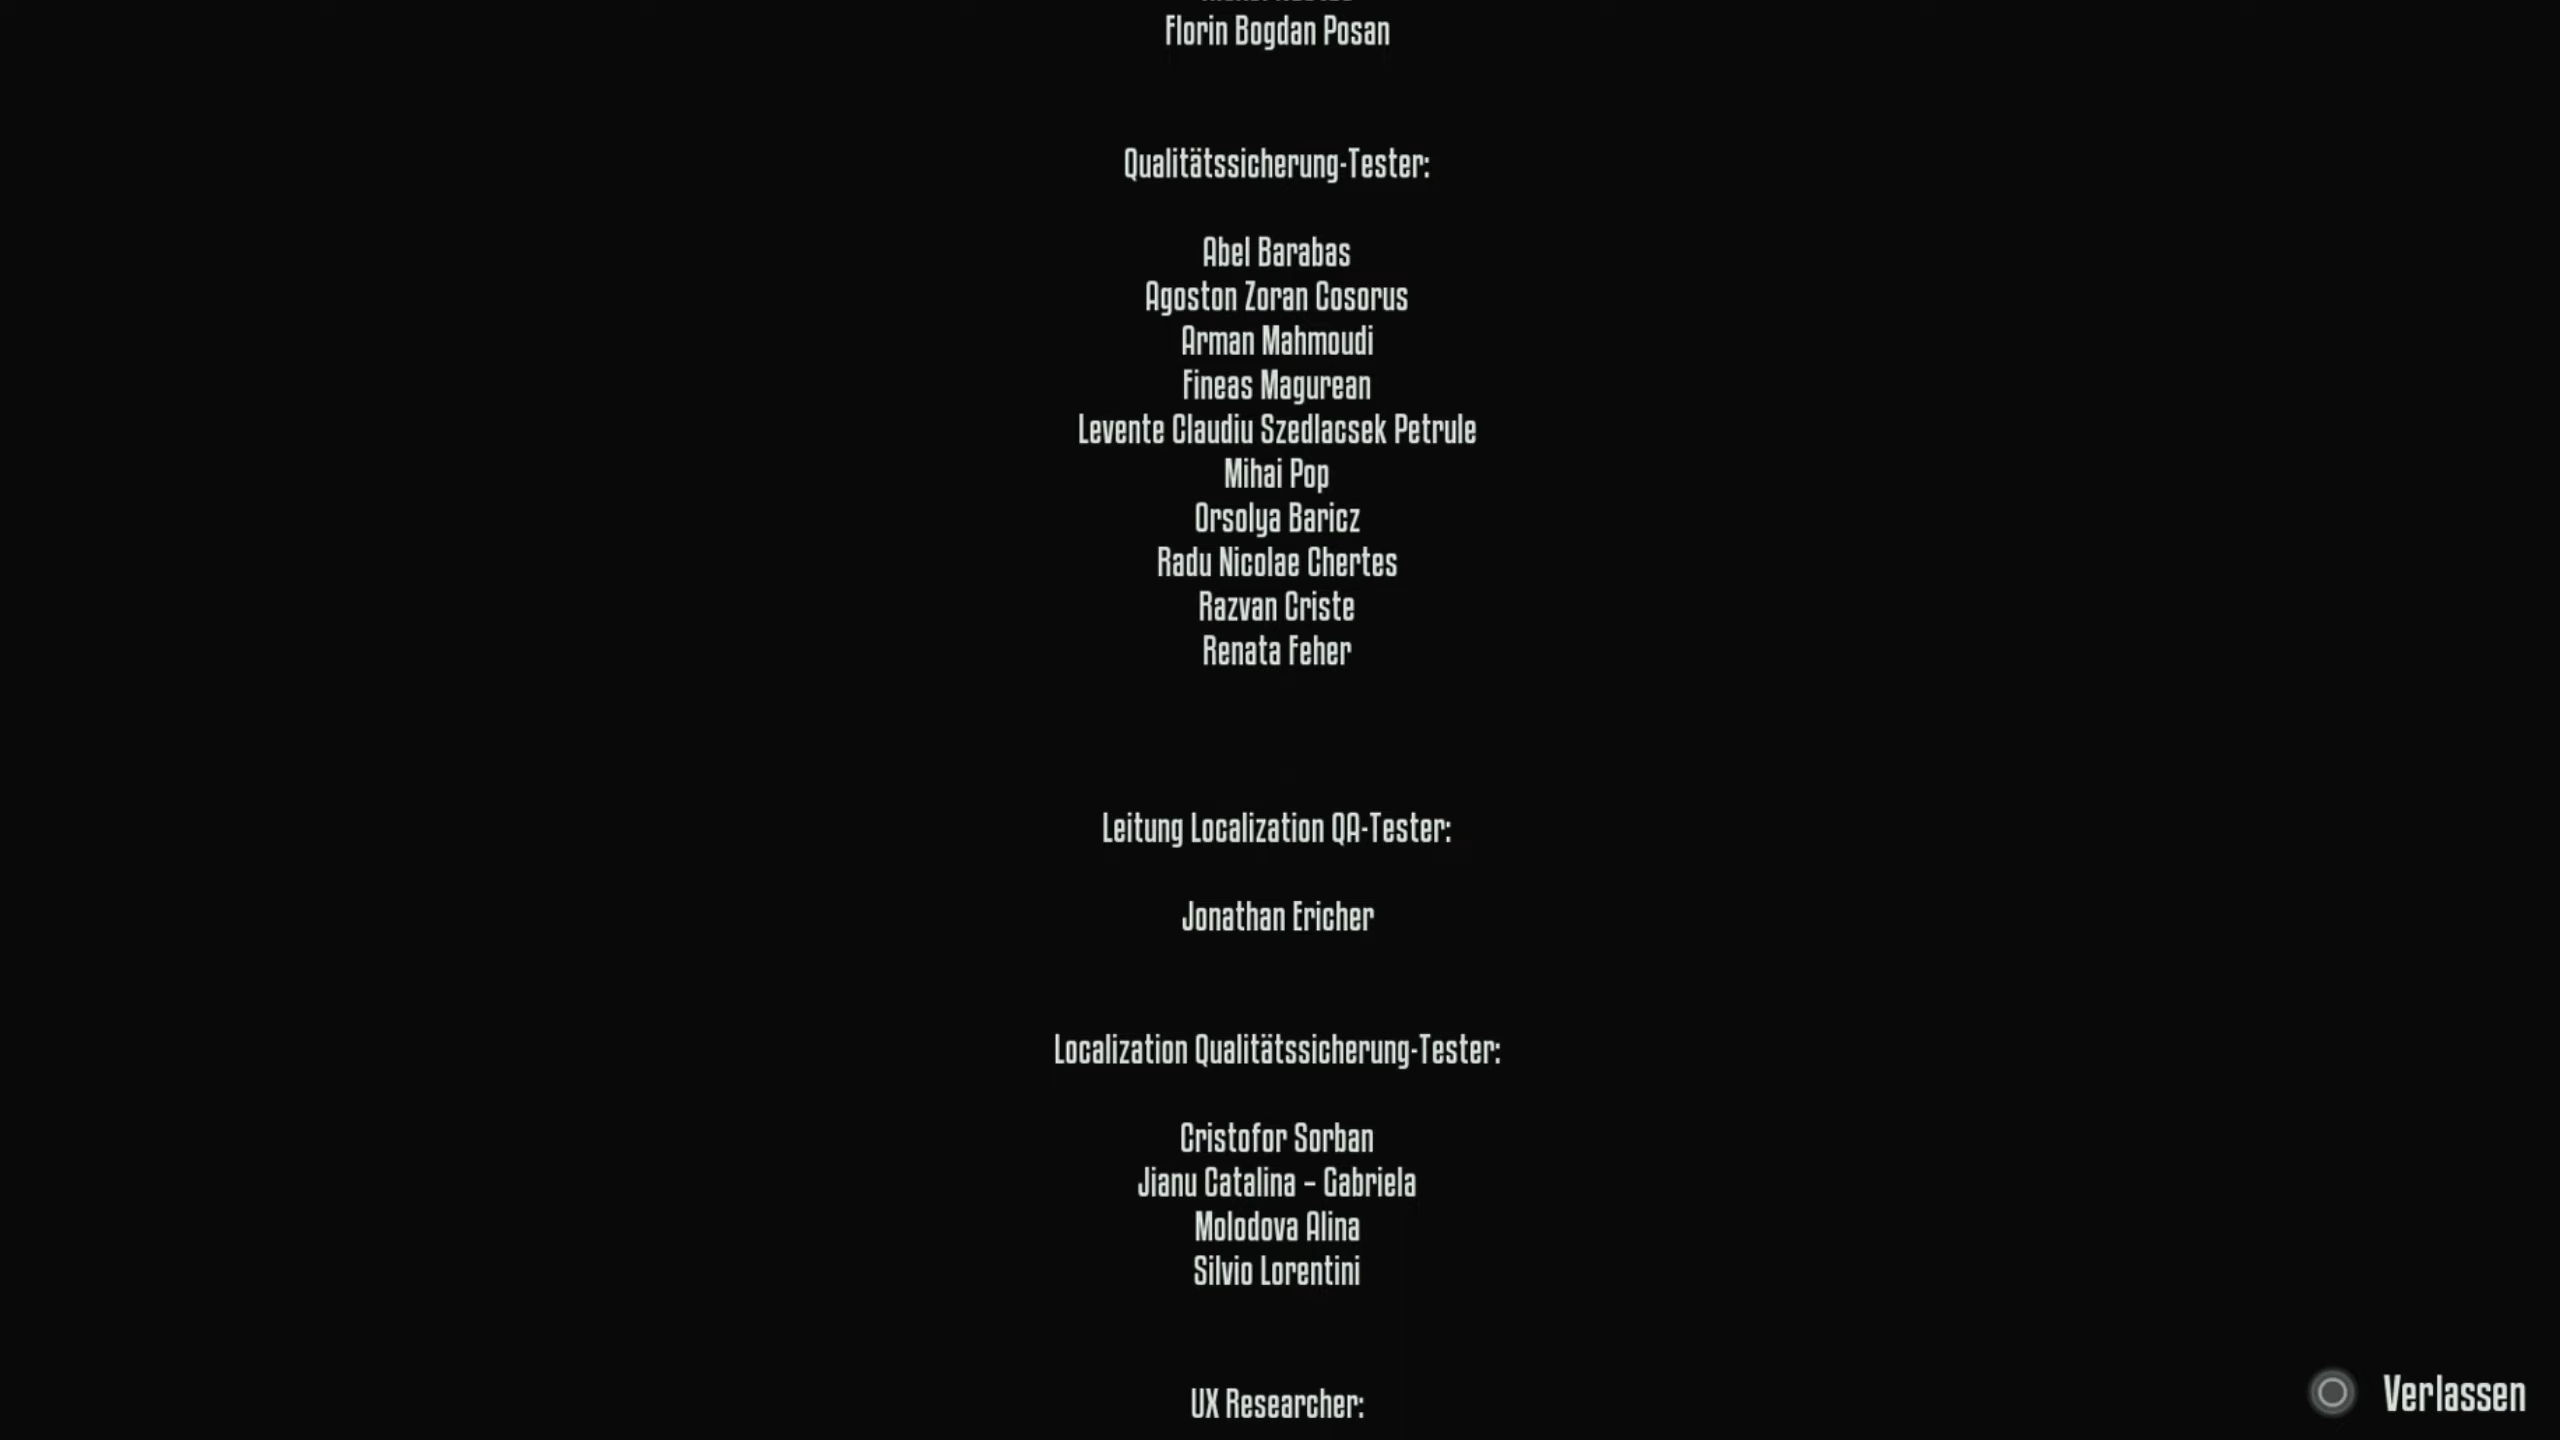 Florin Bogdan Posan
Qualitätssicherung-Tester:
Abel Barabas
Agoston Zoran Cosorus
Arman Mahmoudi
Fineas Magurean
Levente Claudiu Szedlacsek Petrule
Mihai Pop
Orsolya Baricz
Radu Nicolae Chertes
Razvan Criste
Renata Feher
Leitung Localization QA-Tester:
Jonathan Ericher
Localization Qualitätssicherung-Tester:
Cristofor Sorban
Jianu Catalina – Gabriela
Molodova Alina
Silvio Lorentini
UX Researcher:
Verlassen